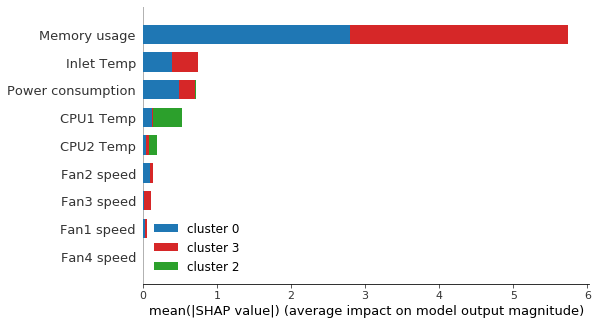 Memory usage
Inlet Temp
Power consumption
CPU1 Temp
CPU2 Temp
Fan2 speed
Fan3 speed
Fan1 speed
Fan4 speed
cluster 0
cluster 3
cluster 2
0 1 2 3 4 5 6
mean(|SHAP value|) (average impact on model output magnitude)